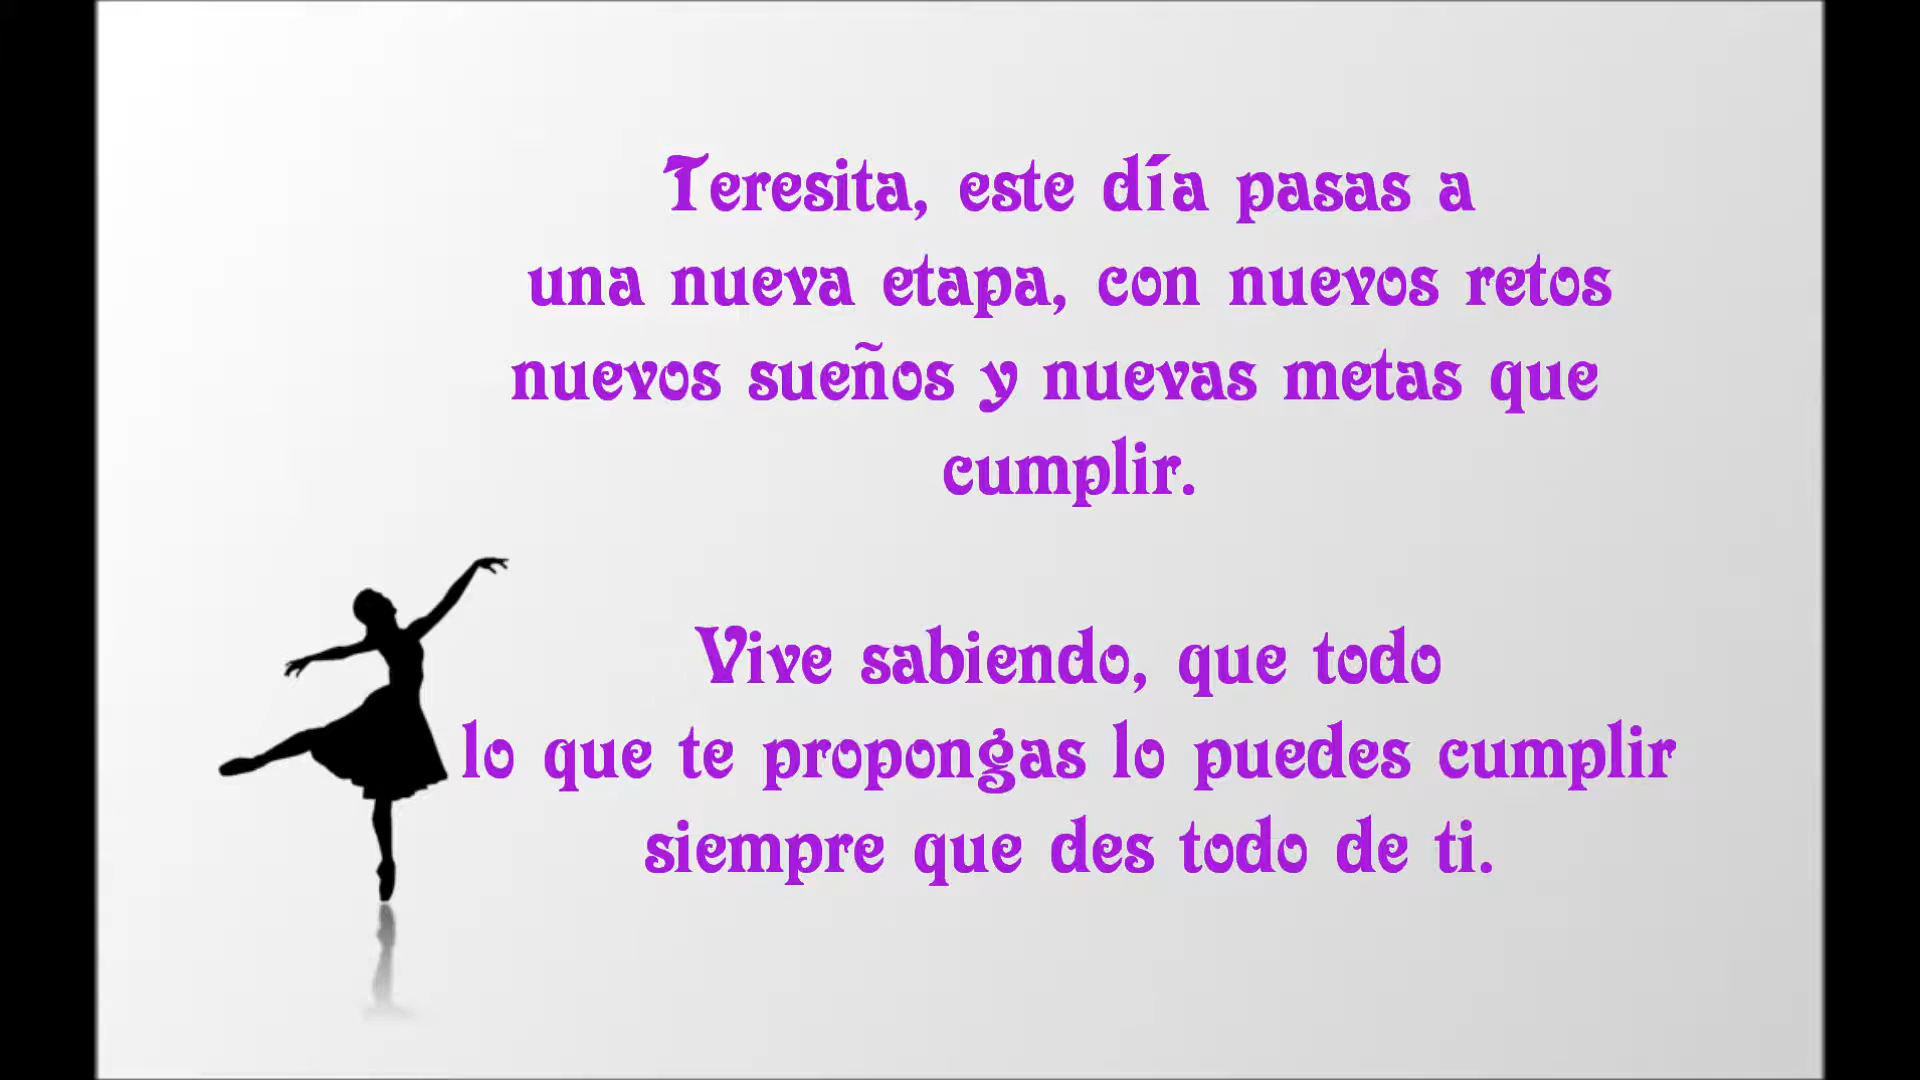 Teresita, este día pasas a
una nueva etapa, con nuevos retos
nuevos sueños y nuevas metas que
cumplir.
Vive sabiendo, que todo
lo que te propongas lo puedes cumplir
siempre que des todo de ti.